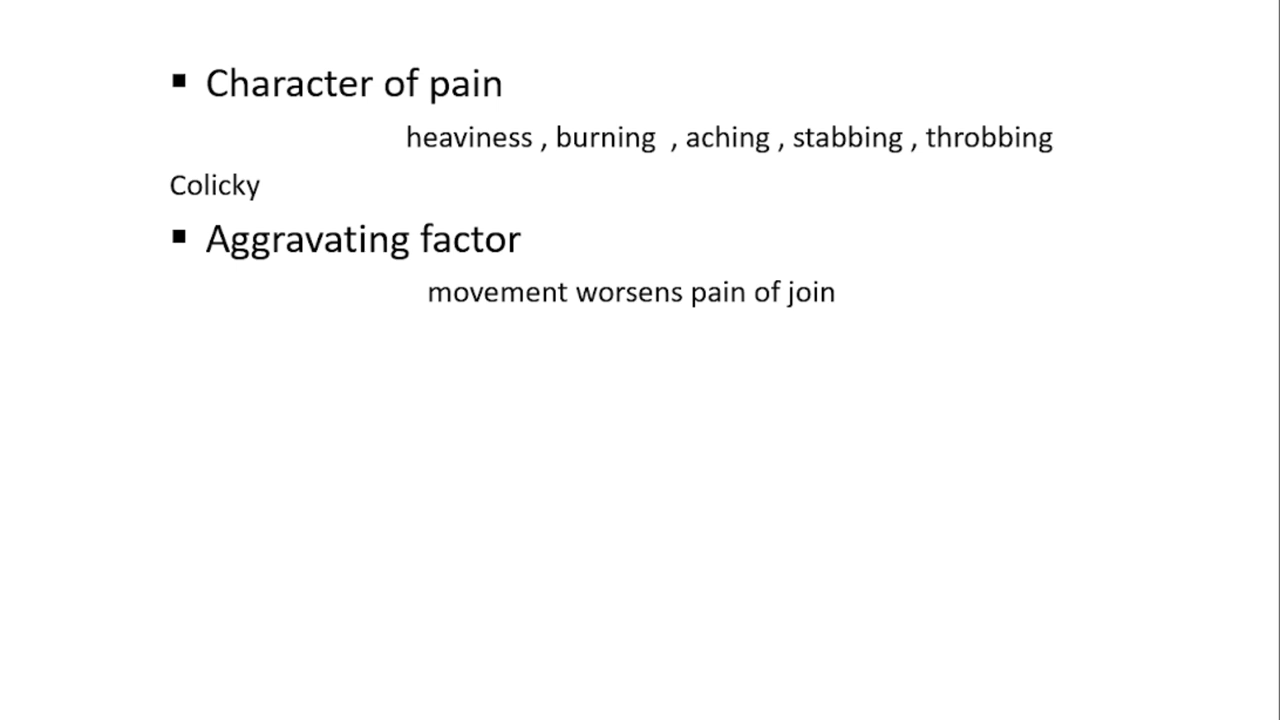 ▪ Character of pain
heaviness , burning , aching , stabbing , throbbing
Colicky
▪ Aggravating factor
movement worsens pain of join